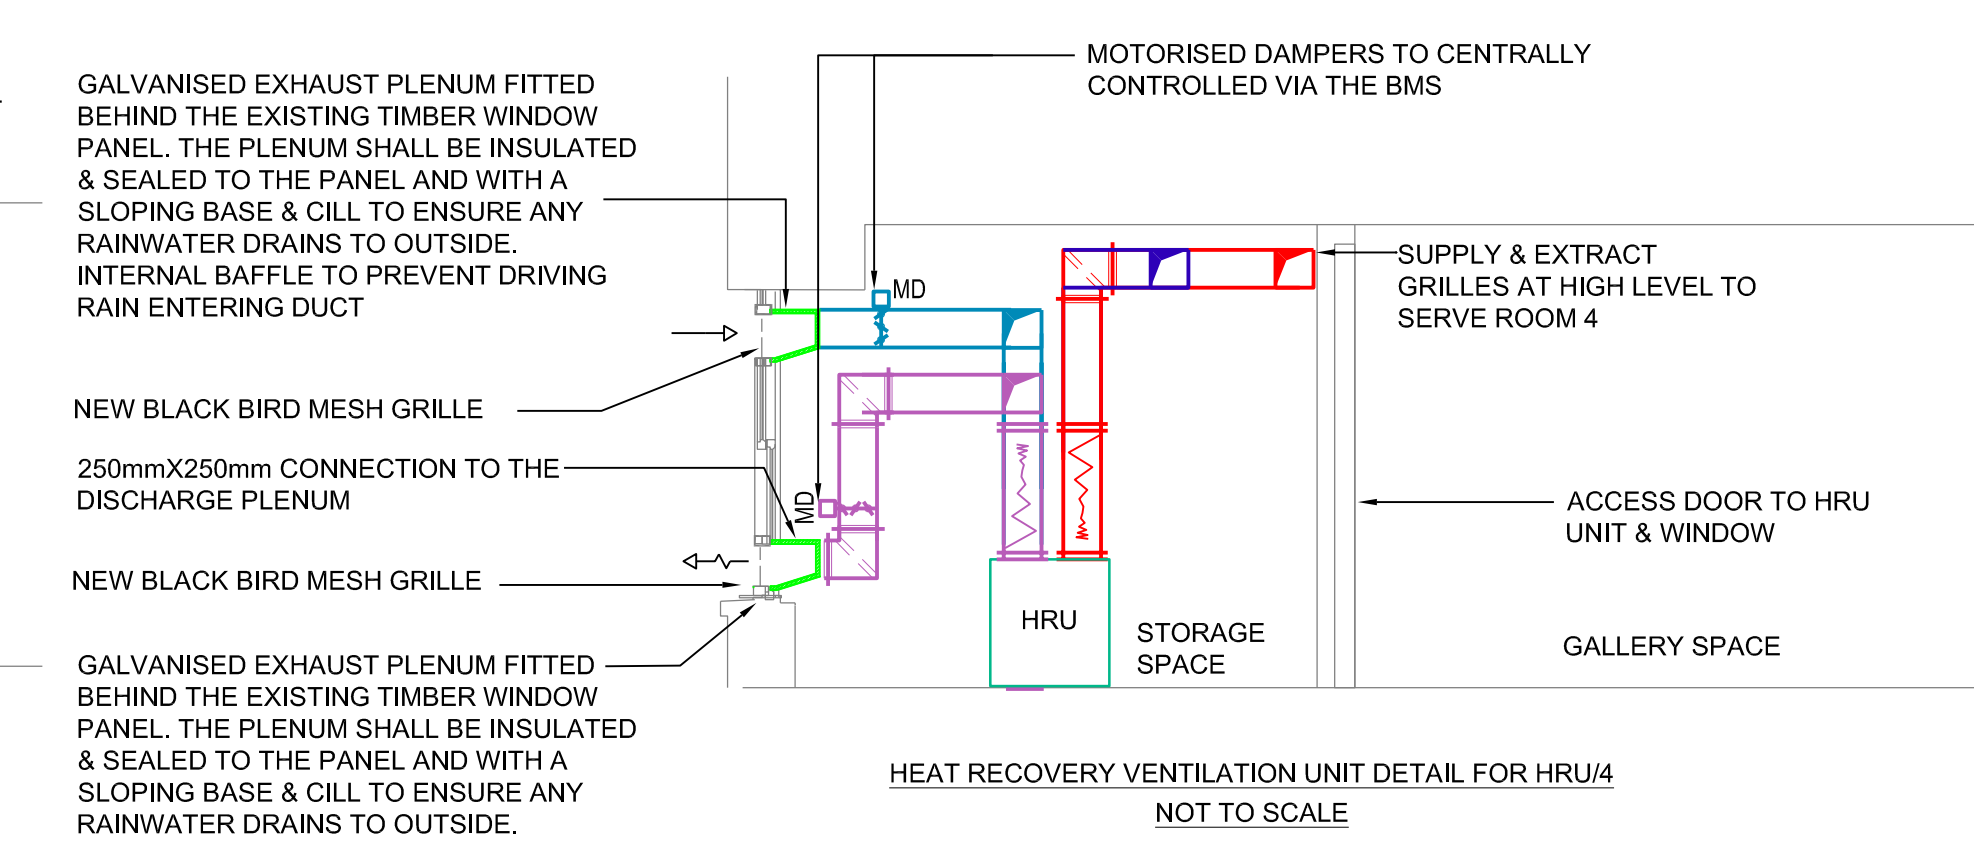 GALVANISED EXHAUST PLENUM FITTED
BEHIND THE EXISTING TIMBER WINDOW
PANEL. THE PLENUM SHALL BE INSULATED
& SEALED TO THE PANEL AND WITH A
SLOPING BASE & CILL TO ENSURE ANY
RAINWATER DRAINS TO OUTSIDE.
INTERNAL BAFFLE TO PREVENT DRIVING
RAIN ENTERING DUCT
MOTORISED DAMPERS TO CENTRALLY
CONTROLLED VIA THE BMS
MD
SUPPLY & EXTRACT
GRILLES AT HIGH LEVEL TO
SERVE ROOM 4
NEW BLACK BIRD MESH GRILLE
250mmX250mm CONNECTION TO THE
DISCHARGE PLENUM
MD
ACCESS DOOR TO HRU
UNIT & WINDOW
NEW BLACK BIRD MESH GRILLE
HRU
STORAGE
SPACE
GALLERY SPACE
GALVANISED EXHAUST PLENUM FITTED
BEHIND THE EXISTING TIMBER WINDOW
PANEL. THE PLENUM SHALL BE INSULATED
& SEALED TO THE PANEL AND WITH A
SLOPING BASE & CILL TO ENSURE ANY
RAINWATER DRAINS TO OUTSIDE.
HEAT RECOVERY VENTILATION UNIT DETAIL FOR HRU/4
NOT TO SCALE